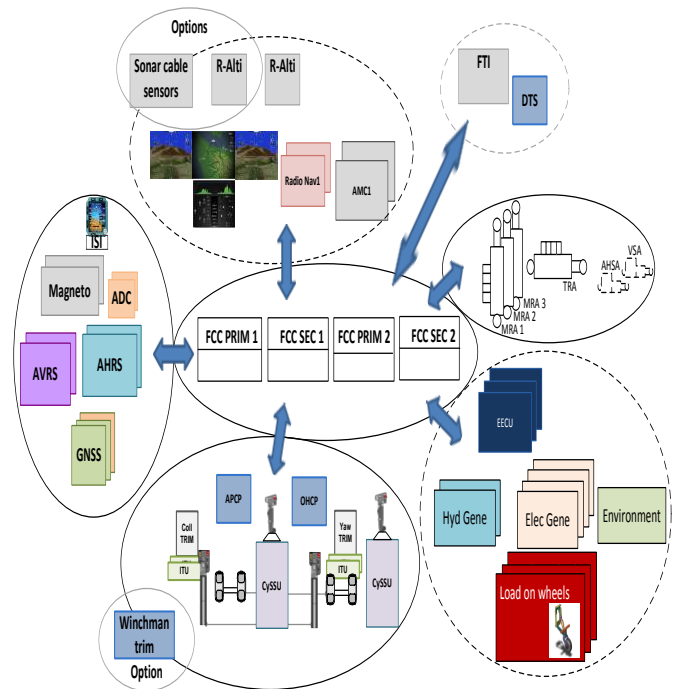 Options
Sonar cable
sensors
R-Alti
R-Alti
FTI
DTS
Radio Nav1
AMC1
ISI
Magneto
ADC
AVRS
AHRS
GNSS
FCC PRIM 1
FCC SEC 1
FCC PRIM 2
FCC SEC 2
VSA
AHSA
TRA
MRA 3
MRA 2
MRA 1
EECU
Hyd Gene
Elec Gene
Environment
Load on wheels
APCP
OHCP
Coll
TRIM
ITU
Yaw
TRIM
ITU
CySSU
CySSU
Winchman
trim
Option